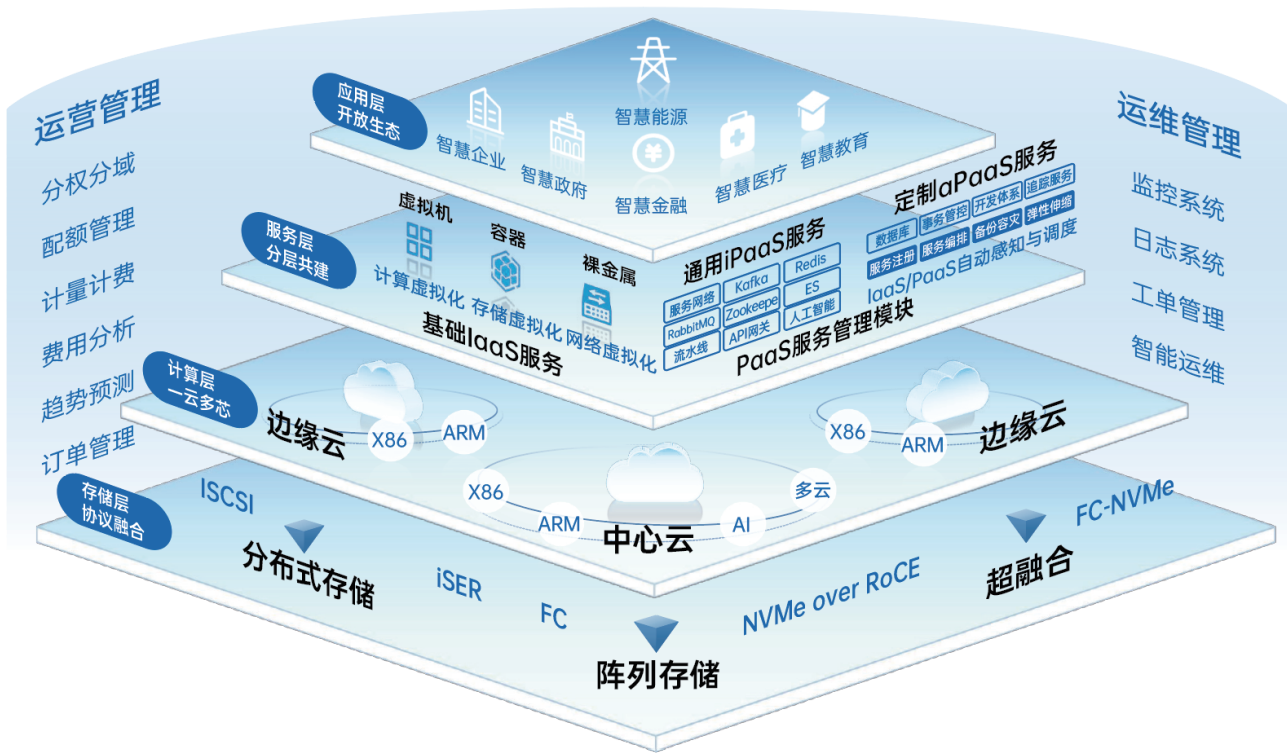 运营管理
分权分域
配额管理
计量计费
费用分析
趋势预测
订单管理
应用层
开放生态
智慧能源
智慧企业
智慧政府
智慧金融
智慧医疗
智慧教育
服务层
分层共建
虚拟机
容器
裸金属
计算虚拟化
存储虚拟化
网络虚拟化
基础IaaS服务
通用iPaaS服务
服务网络
Kafka
Redis
RabbitMQ
Zookeepe
ES
流水线
API网关
人工智能
PaaS服务管理模块
定制aPaaS服务
数据库
事务管控
开发体系
追踪服务
服务注册
服务编排
备份容灾
弹性伸缩
IaaS/PaaS自动感知与调度
计算层
一云多芯
边缘云
X86
ARM
X86
ARM
中心云
AI
多云
X86
ARM
边缘云
存储层
协议融合
ISCSI
分布式存储
iSER
FC
阵列存储
NVMe over RoCE
超融合
FC-NVMe
运维管理
监控系统
日志系统
工单管理
智能运维